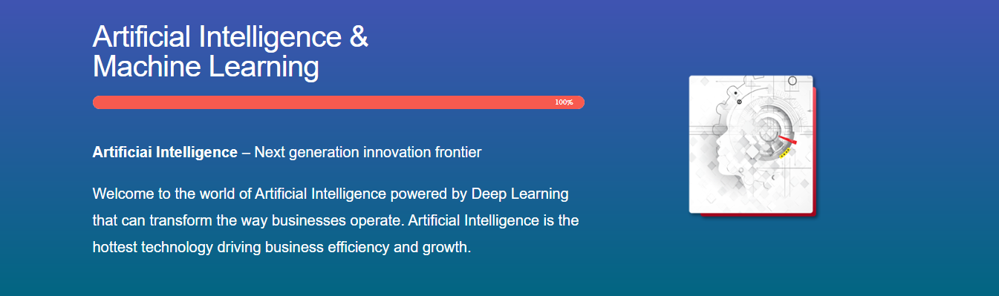 Artificial Intelligence &
Machine Learning
100%
Artificiai Intelligence – Next generation innovation frontier
Welcome to the world of Artificial Intelligence powered by Deep Learning
that can transform the way businesses operate. Artificial Intelligence is the
hottest technology driving business efficiency and growth.